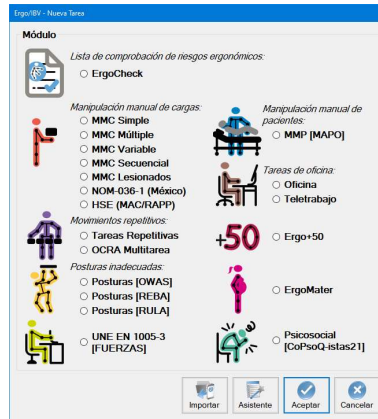 Ergo/IBV - Nueva Tarea
Módulo
Lista de comprobación de riesgos ergonómicos:
ErgoCheck
Manipulación manual de cargas:
MMC Simple
MMC Múltiple
MMC Variable
MMC Secuencial
MMC Lesionados
NOM-036-1 (México)
HSE (MAC/RAPP)
Manipulación manual de
pacientes:
MMP [MAPO]
Tareas de oficina:
Oficina
Teletrabajo
Movimientos repetitivos:
Tareas Repetitivas
OCRA Multitarea
+50
Ergo+50
Posturas inadecuadas:
Posturas [OWAS]
Posturas [REBA]
Posturas [RULA]
ErgoMater
UNE EN 1005-3
[FUERZAS]
Psicosocial
[CoPsoQ-istas21]
Importar
Asistente
Aceptar
Cancelar